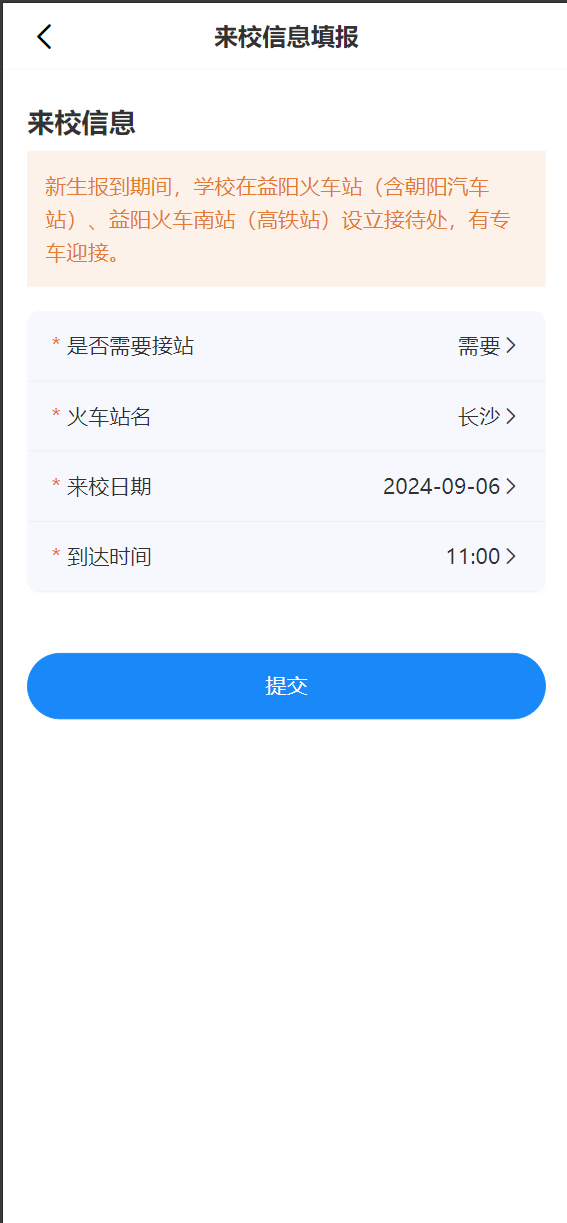 来校信息填报
来校信息
新生报到期间，学校在益阳火车站（含朝阳汽车
站）、益阳火车南站（高铁站）设立接待处，有专
车迎接。
* 是否需要接站 需要
* 火车站名 长沙
* 来校日期 2024-09-06
* 到达时间 11:00
提交